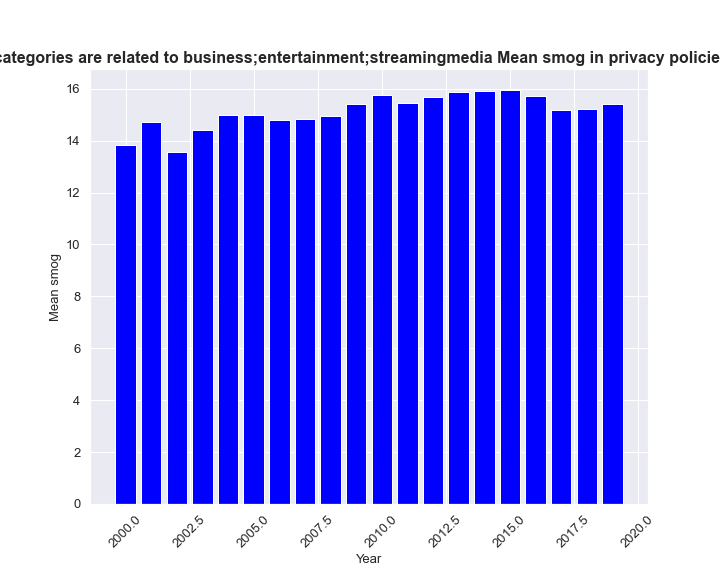 categories are related to business;entertainment;streamingmedia Mean smog in privacy policie
16
14
12
10
8
6
4
2
0
Mean smog
2000.0 2002.5 2005.0 2007.5 2010.0 2012.5 2015.0 2017.5 2020.0
Year